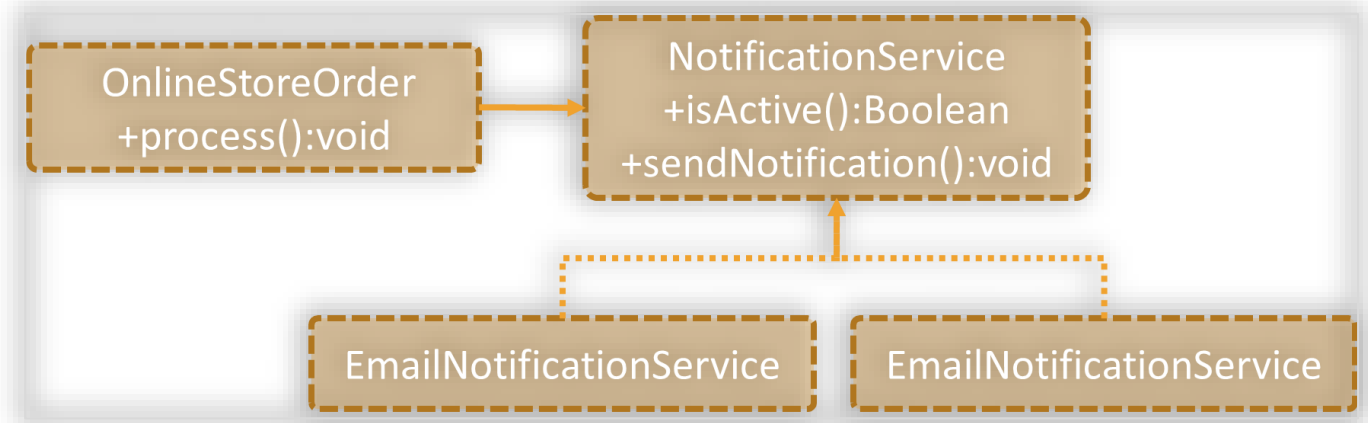 OnlineStoreOrder
+process():void
NotificationService
+isActive():Boolean
+sendNotification():void
EmailNotificationService
EmailNotificationService